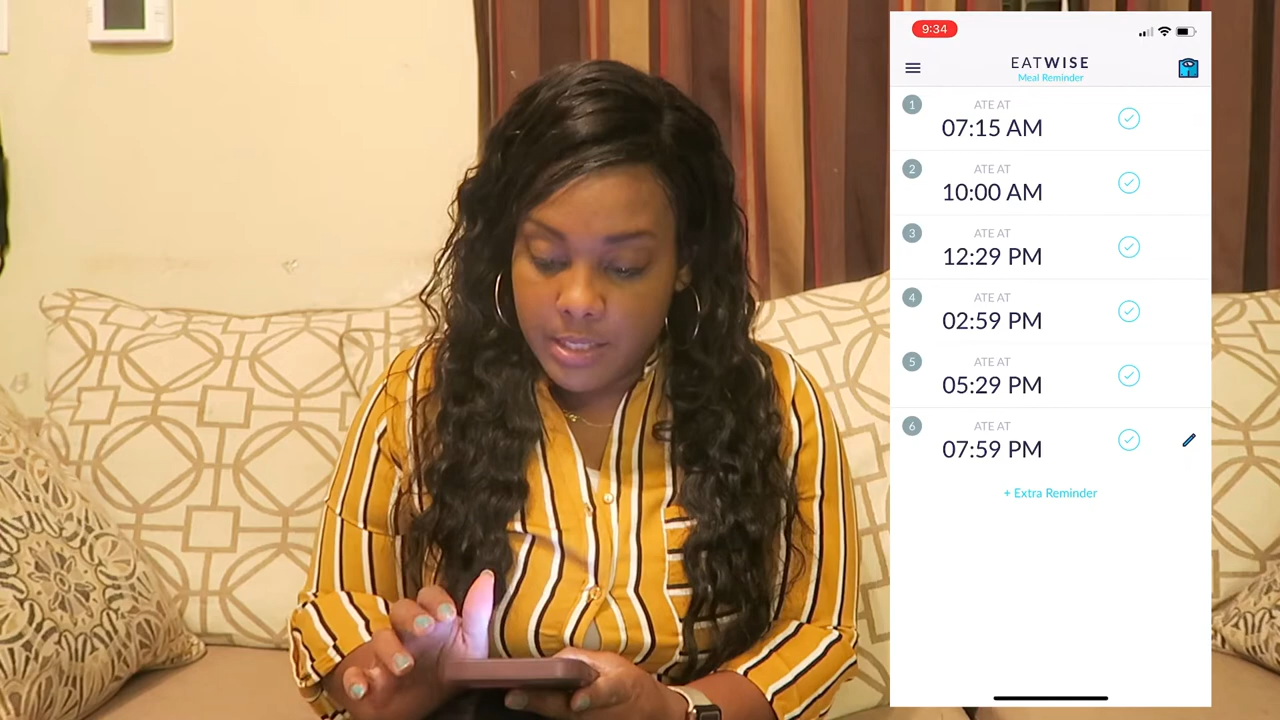 9:34
EATWISE
Meal Reminder
1
ATE AT
07:15 AM
2
ATE AT
10:00 AM
3
ATE AT
12:29 PM
4
ATE AT
02:59 PM
5
ATE AT
05:29 PM
6
ATE AT
07:59 PM
+ Extra Reminder